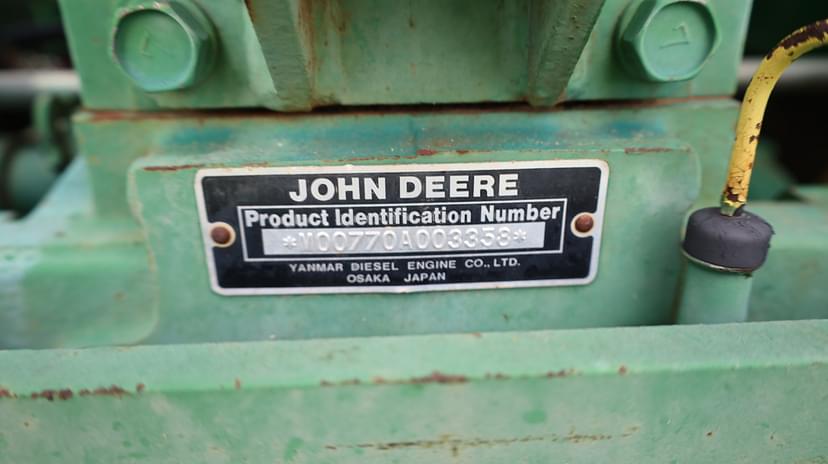 JOHN DEERE
Product Identification Number
*M00770A003358*
YANMAR DIESEL ENGINE CO., LTD.
OSAKA JAPAN